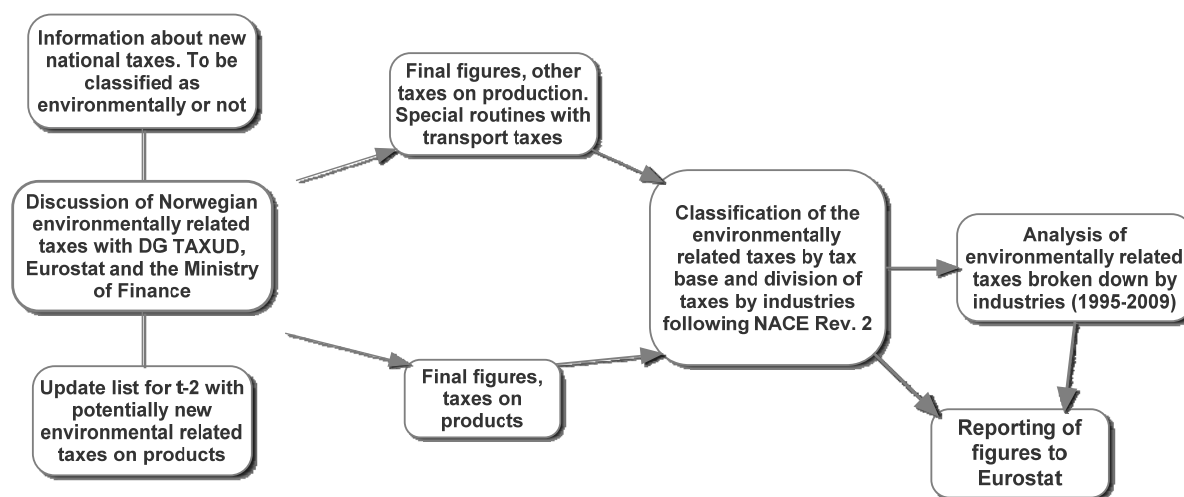 Information about new
national taxes. To be
classified as
environmentally or not
Discussion of Norwegian
environmentally related
taxes with DG TAXUD,
Eurostat and the Ministry
of Finance
Update list for t-2 with
potentially new
environmental related
taxes on products
Final figures, other
taxes on production.
Special routines with
transport taxes
Final figures,
taxes on
products
Classification of the
environmentally
related taxes by tax
base and division of
taxes by industries
following NACE Rev. 2
Analysis of
environmentally related
taxes broken down by
industries (1995-2009)
Reporting of
figures to
Eurostat